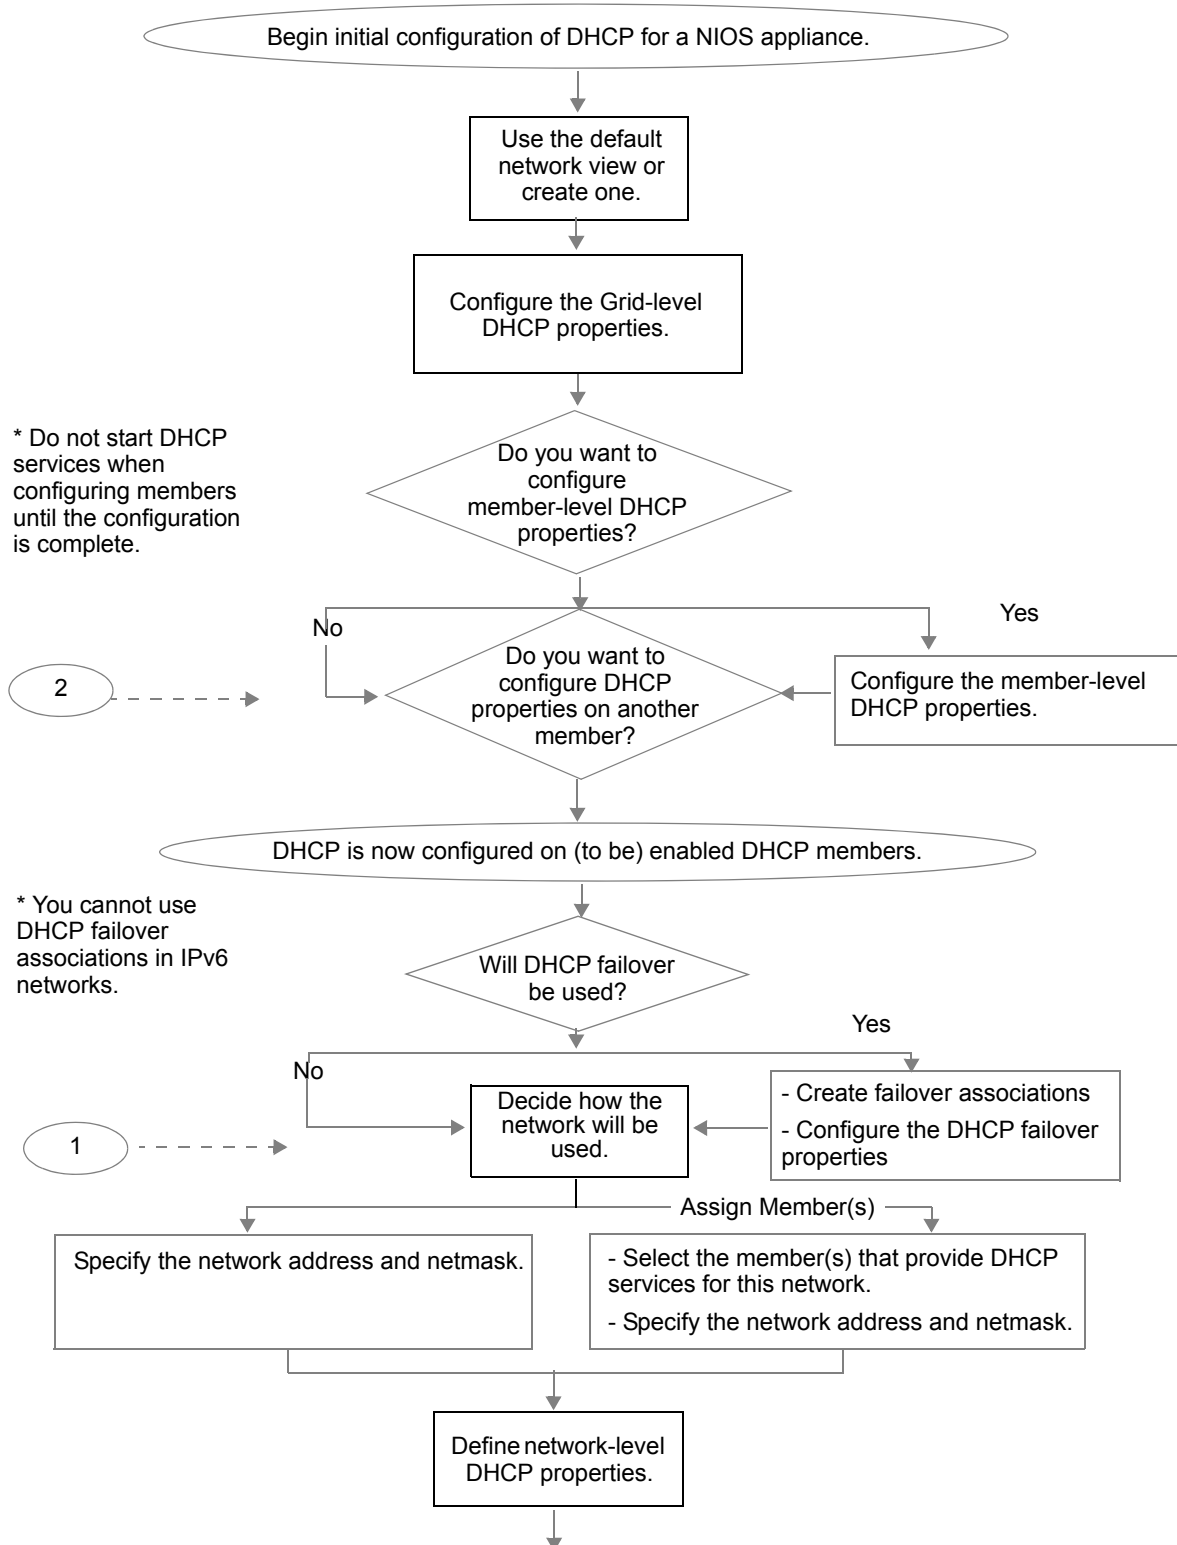 Begin initial configuration of DHCP for a NIOS appliance.
Use the default
network view or
create one.
Configure the Grid-level
DHCP properties.
* Do not start DHCP
services when
configuring members
until the configuration
is complete.
Do you want to
configure
member-level DHCP
properties?
No
Yes
2
Do you want to
configure DHCP
properties on another
member?
Configure the member-level
DHCP properties.
DHCP is now configured on (to be) enabled DHCP members.
* You cannot use
DHCP failover
associations in IPv6
networks.
Will DHCP failover
be used?
Yes
No
1
Decide how the
network will be
used.
- Create failover associations
- Configure the DHCP failover
properties
Assign Member(s)
Specify the network address and netmask.
- Select the member(s) that provide DHCP
services for this network.
- Specify the network address and netmask.
Define network-level
DHCP properties.